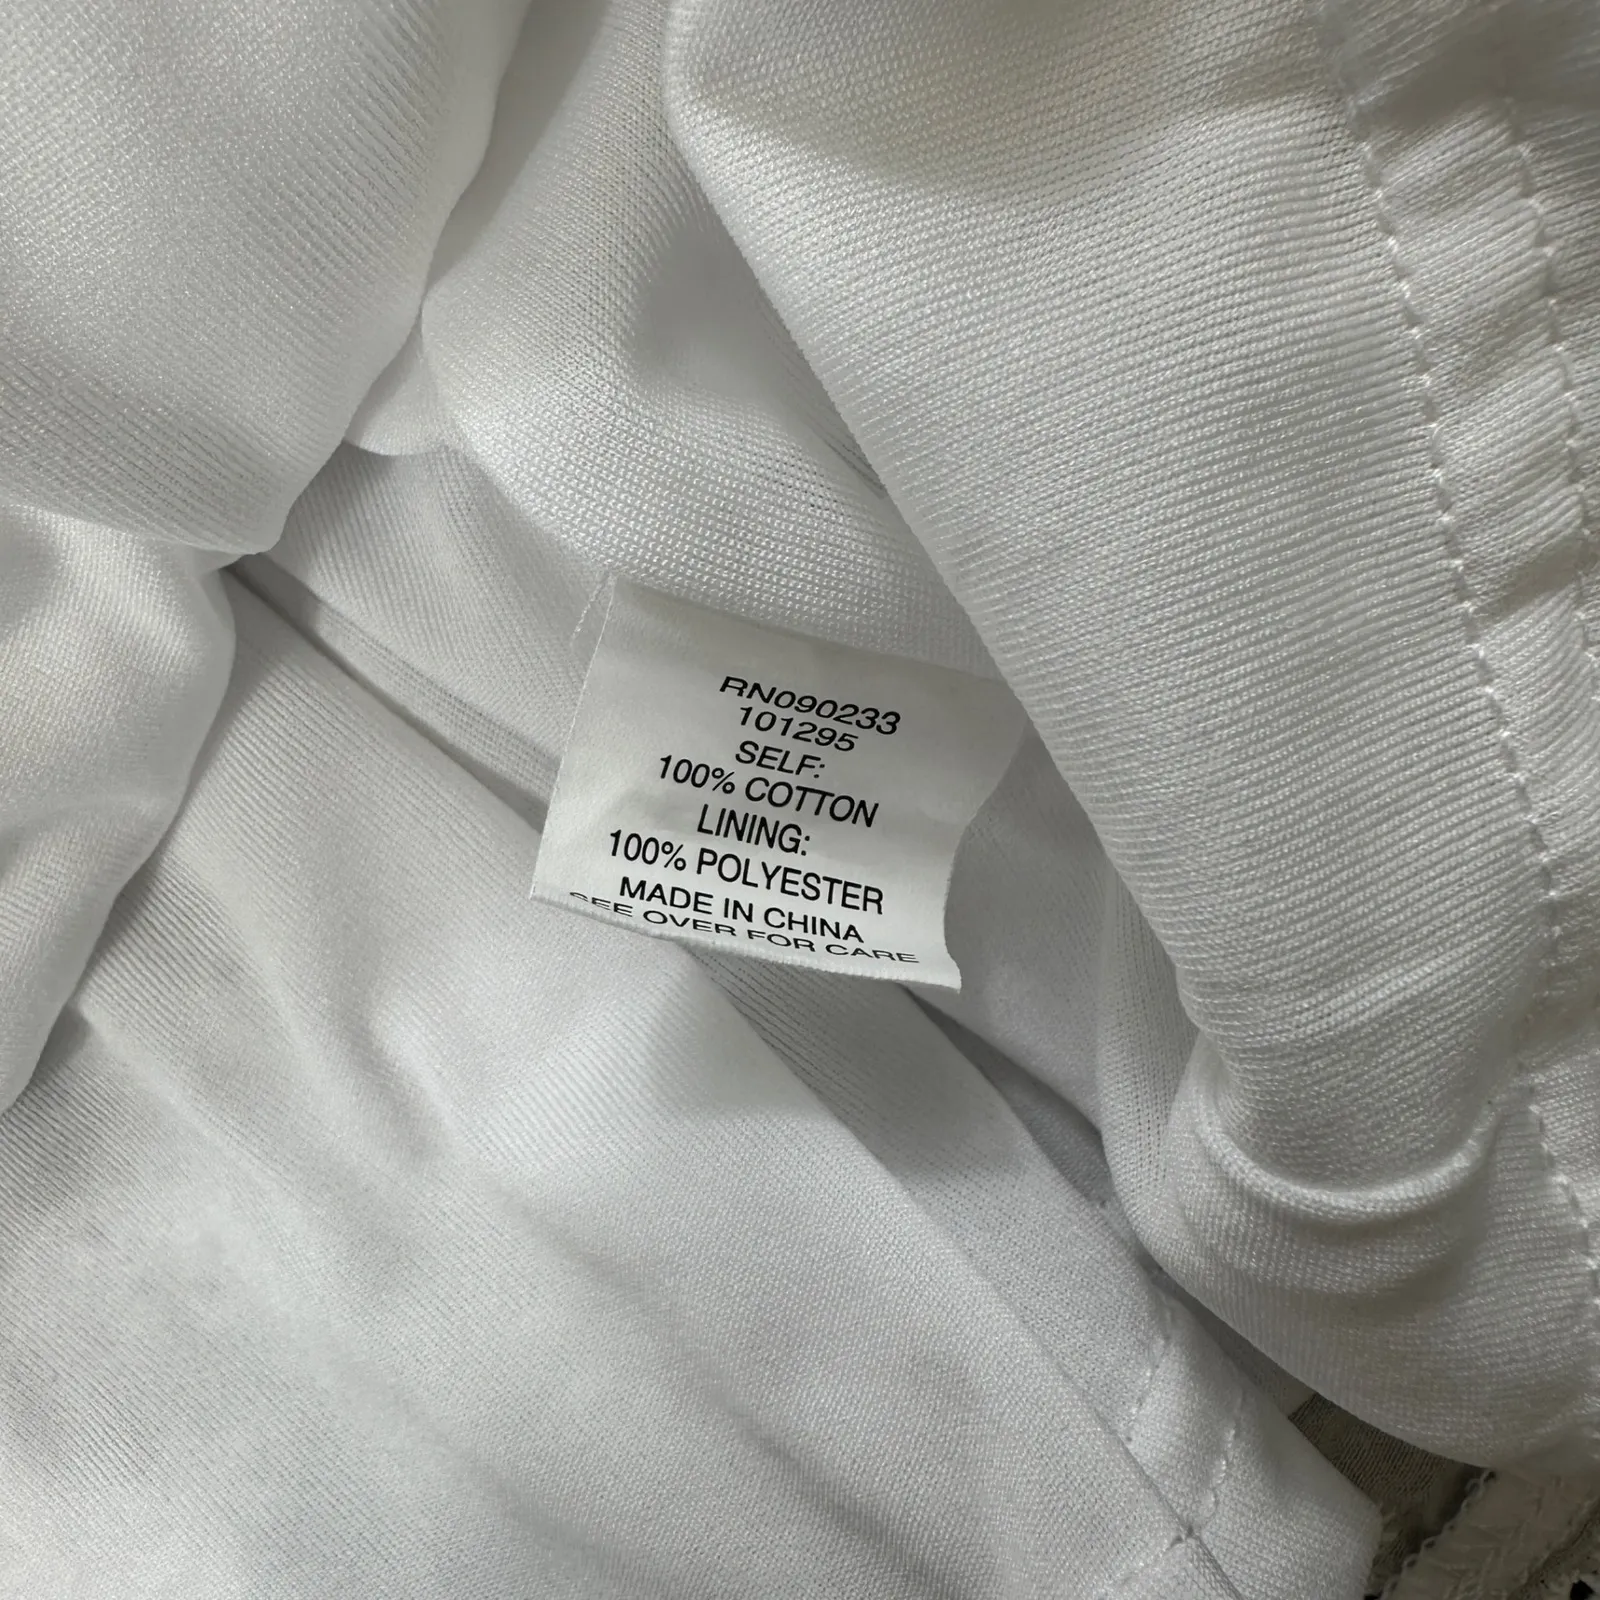 RN090233
101295
SELF:
100% COTTON
LINING:
100% POLYESTER
MADE IN CHINA
SEE OVER FOR CARE